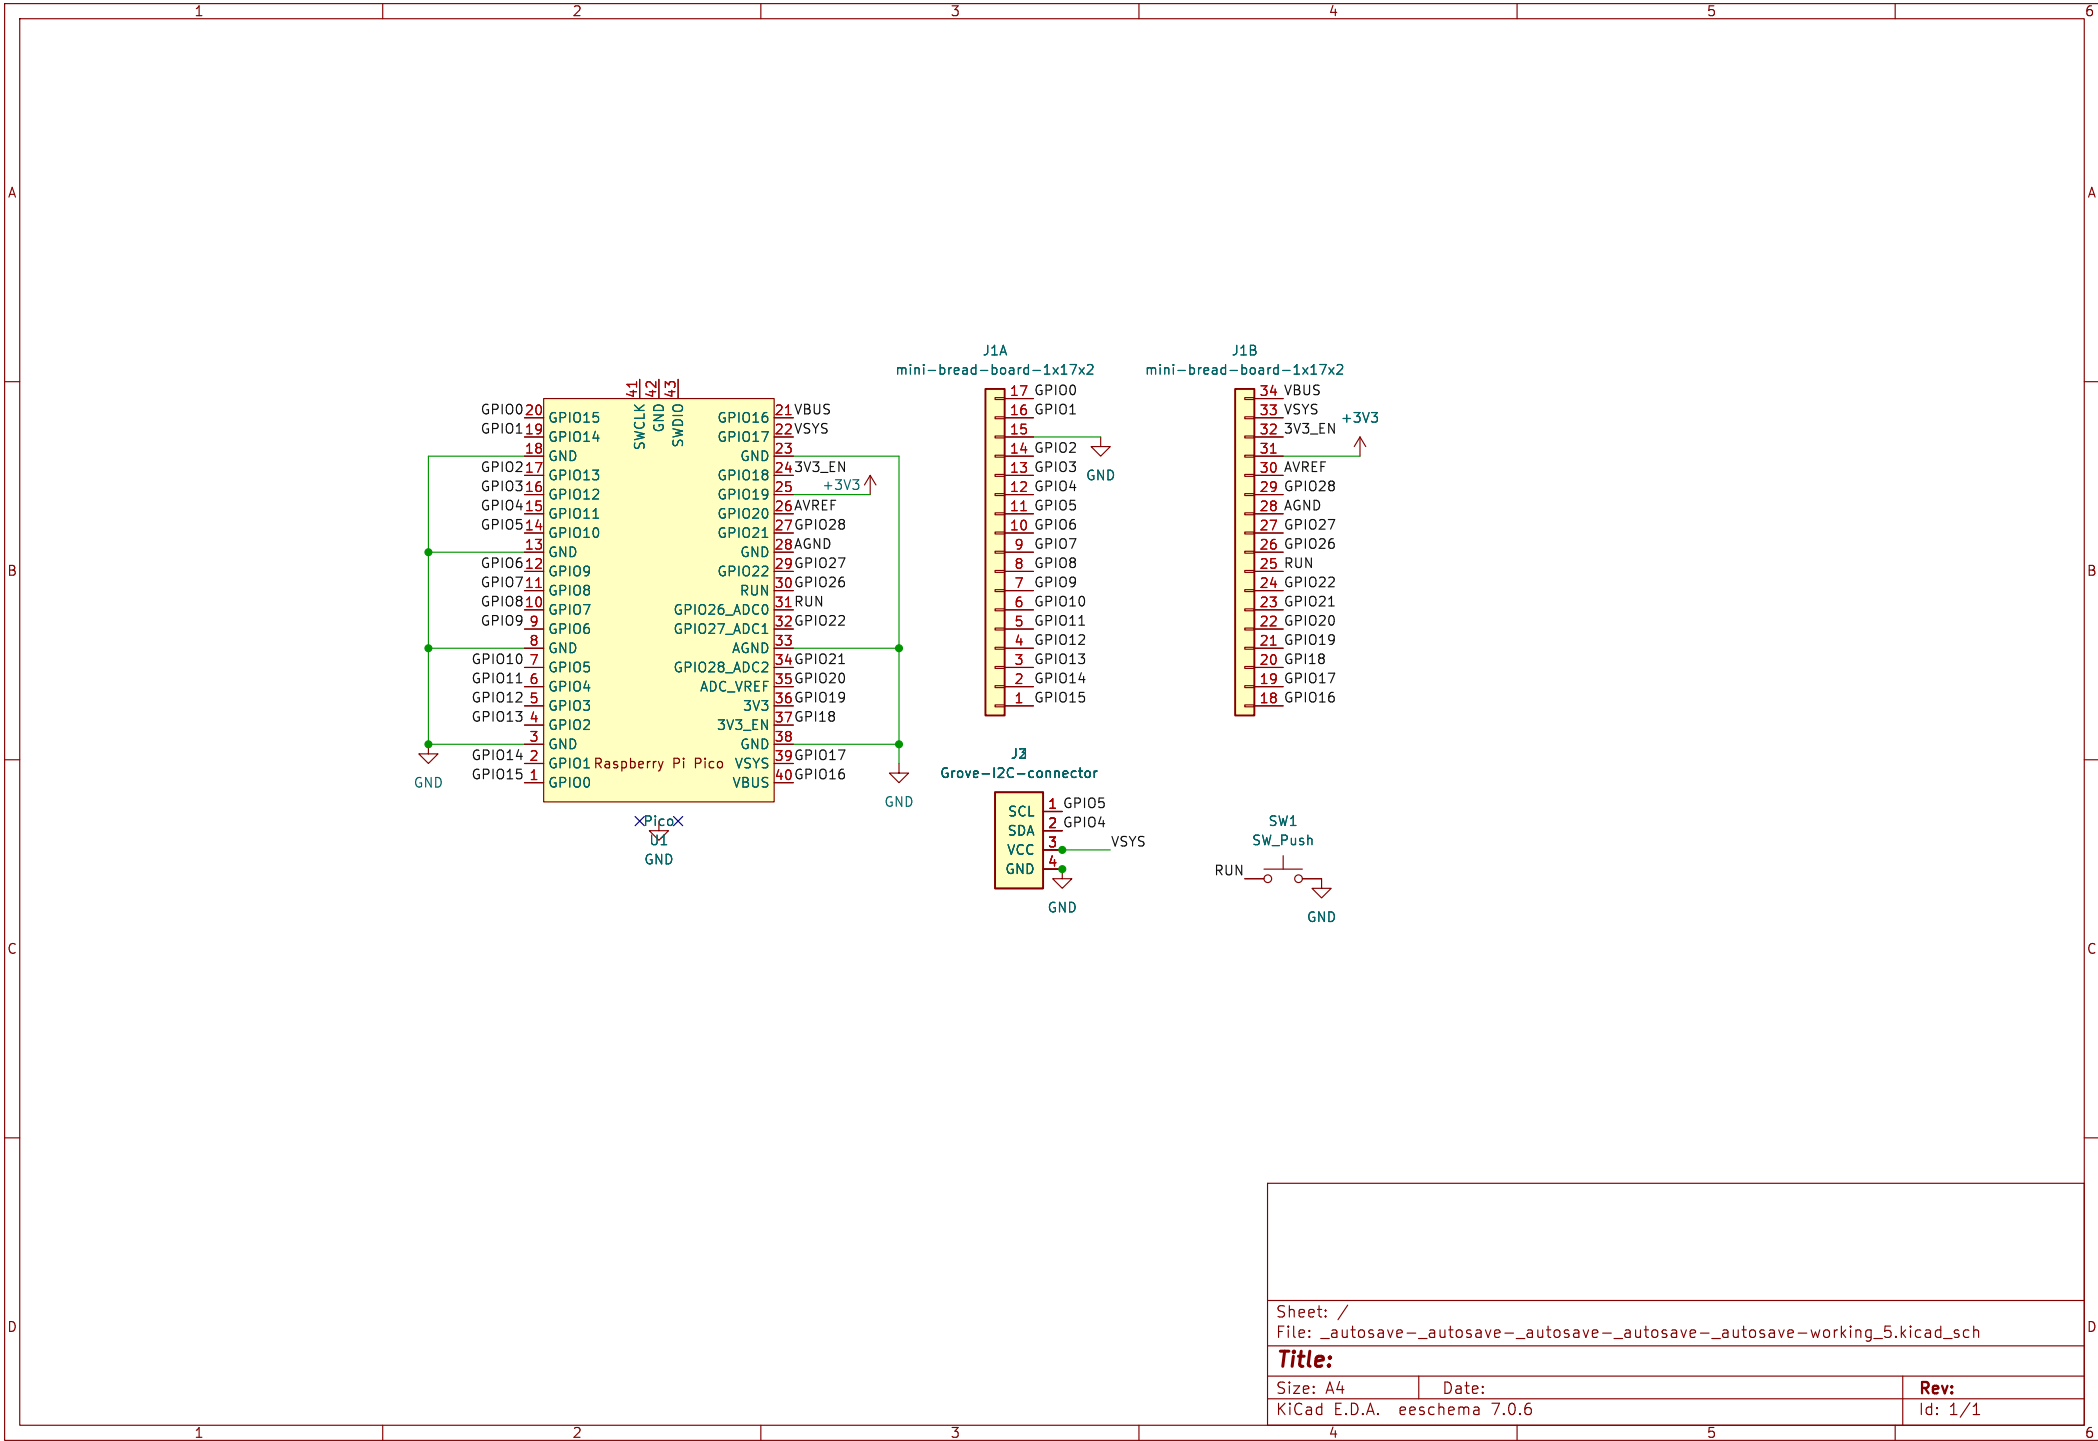 1 2 3 4 5 6
A A
B B
C C
D D
J1A
mini-bread-board-1x17x2
J1B
mini-bread-board-1x17x2
41 42 43
SWCLK GND SWDIO
GPIO0 20 GPIO15
GPIO1 19 GPIO14
18 GND
GPIO2 17 GPIO13
GPIO3 16 GPIO12
GPIO4 15 GPIO11
GPIO5 14 GPIO10
13 GND
GPIO6 12 GPIO9
GPIO7 11 GPIO8
GPIO8 10 GPIO7
GPIO9 9 GPIO6
8 GND
GPIO10 7 GPIO5
GPIO11 6 GPIO4
GPIO12 5 GPIO3
GPIO13 4 GPIO2
3 GND
GPIO14 2 GPIO1
GPIO15 1 GPIO0
Raspberry Pi Pico
GPIO16 21 VBUS
GPIO17 22 VSYS
GND 23
GPIO18 24 3V3_EN
GPIO19 25 +3V3
GPIO20 26 AVREF
GPIO21 27 GPIO28
GND 28 AGND
GPIO22 29 GPIO27
RUN 30 GPIO26
GPIO26_ADC0 31 RUN
GPIO27_ADC1 32 GPIO22
AGND 33
GPIO28_ADC2 34 GPIO21
ADC_VREF 35 GPIO20
3V3 36 GPIO19
3V3_EN 37 GPI18
GND 38
VSYS 39 GPIO17
VBUS 40 GPIO16
GND
GND
Pico
U1
GND
17 GPIO0
16 GPIO1
15
14 GPIO2
13 GPIO3
12 GPIO4
11 GPIO5
10 GPIO6
9 GPIO7
8 GPIO8
7 GPIO9
6 GPIO10
5 GPIO11
4 GPIO12
3 GPIO13
2 GPIO14
1 GPIO15
GND
34 VBUS
33 VSYS
32 3V3_EN
31
30 AVREF
29 GPIO28
28 AGND
27 GPIO27
26 GPIO26
25 RUN
24 GPIO22
23 GPIO21
22 GPIO20
21 GPIO19
20 GPI18
19 GPIO17
18 GPIO16
+3V3
Grove-I2C-connector
SCL 1 GPIO5
SDA 2 GPIO4
VCC 3 VSYS
GND 4
GND
SW1
SW_Push
RUN
GND
Sheet: /
File: _autosave-_autosave-_autosave-_autosave-_autosave-working_5.kicad_sch
Title:
Size: A4 Date: Rev:
KiCad E.D.A. eeschema 7.0.6 Id: 1/1
1 2 3 4 5 6